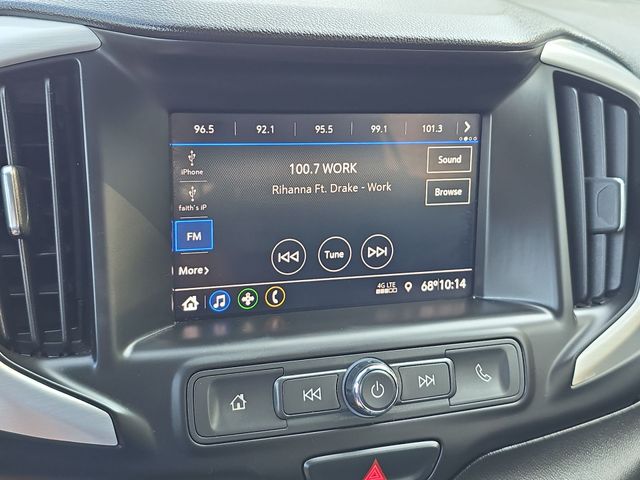 96.5 92.1 95.5 99.1 101.3
iPhone
100.7 WORK
Sound
Rihanna Ft. Drake - Work
faith's iP
Browse
FM
Tune
More
4G LTE
68° 10:14